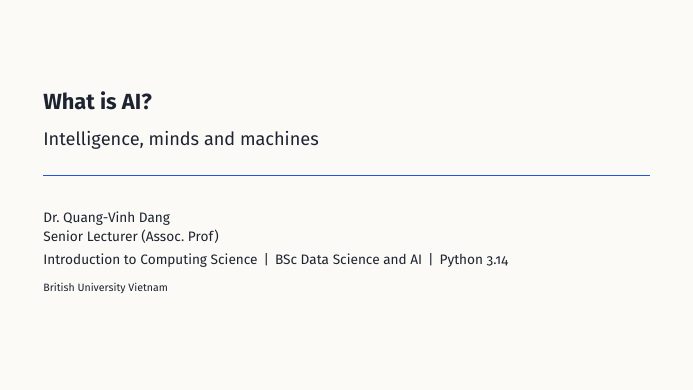 What is AI?
Intelligence, minds and machines
Dr. Quang-Vinh Dang
Senior Lecturer (Assoc. Prof)
Introduction to Computing Science | BSc Data Science and AI | Python 3.14
British University Vietnam